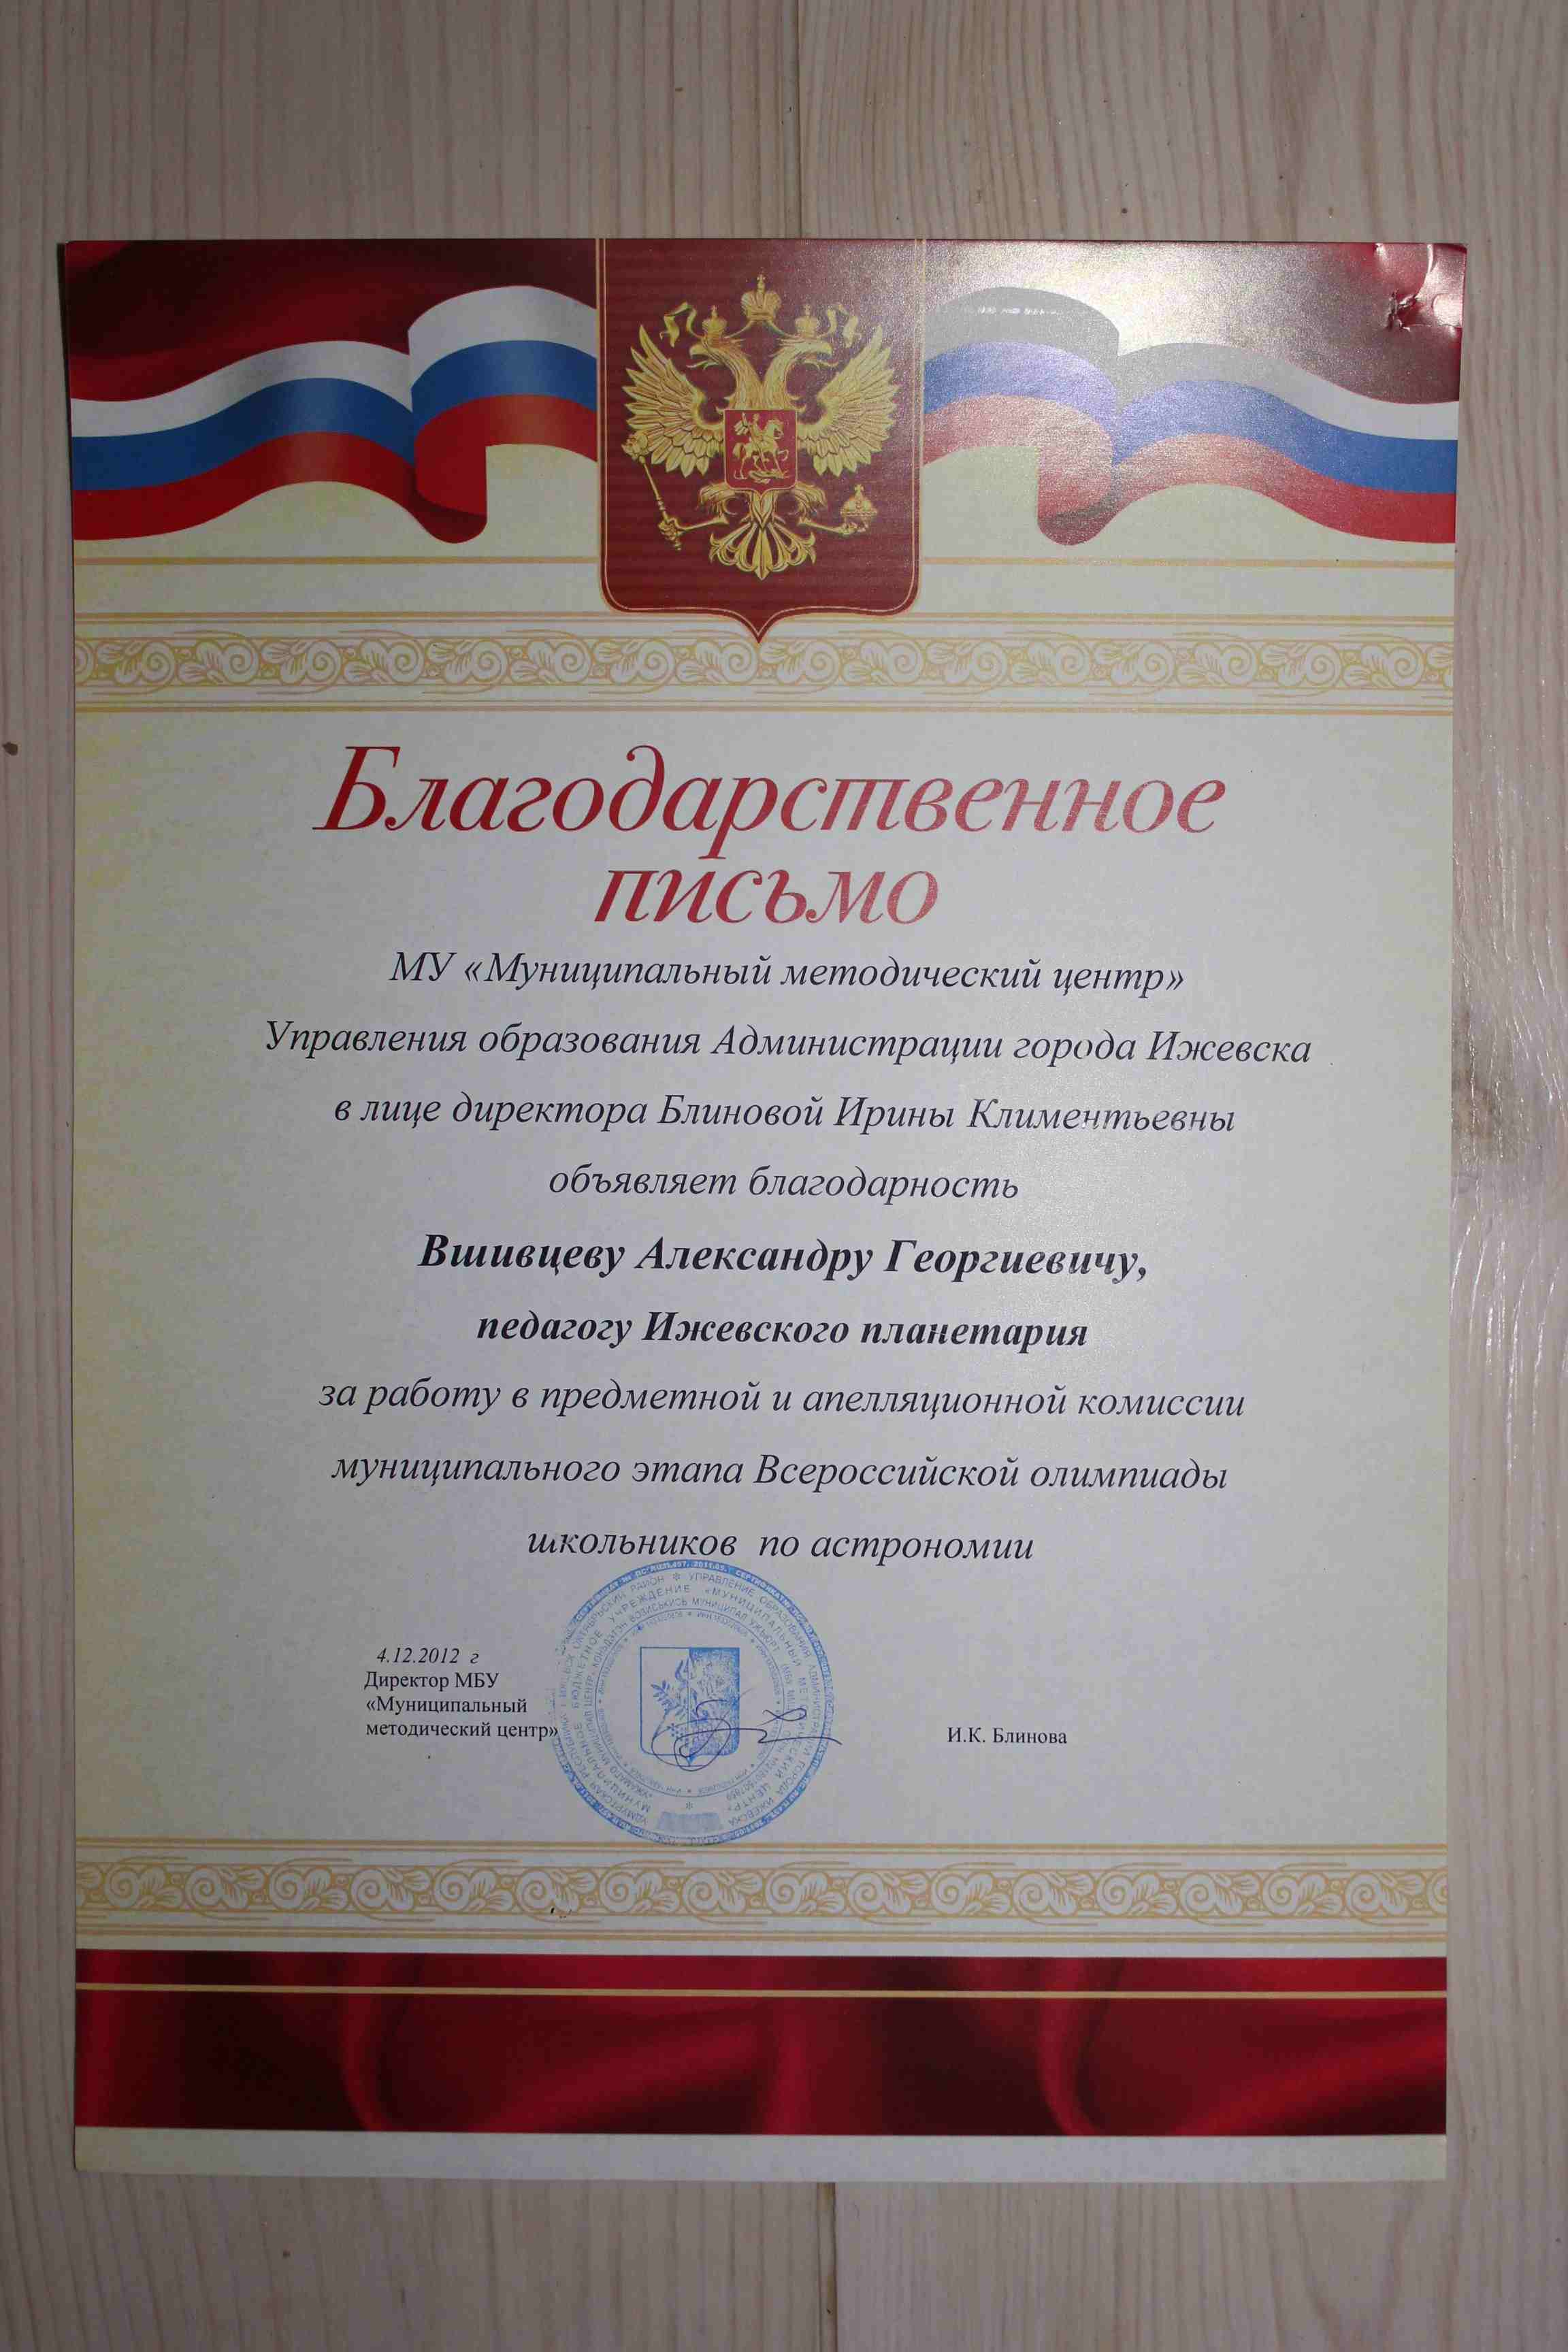 Благодарственное
письмо
МУ «Муниципальный методический центр»
Управления образования Администрации города Ижевска
в лице директора Блиновой Ирины Климентьевны
объявляет благодарность
Вшивцеву Александру Георгиевичу,
педагогу Ижевского планетария
за работу в предметной и апелляционной комиссии
муниципального этапа Всероссийской олимпиады
школьников по астрономии
4.12.2012 г
Директор МБУ
«Муниципальный
методический центр»
И.К. Блинова